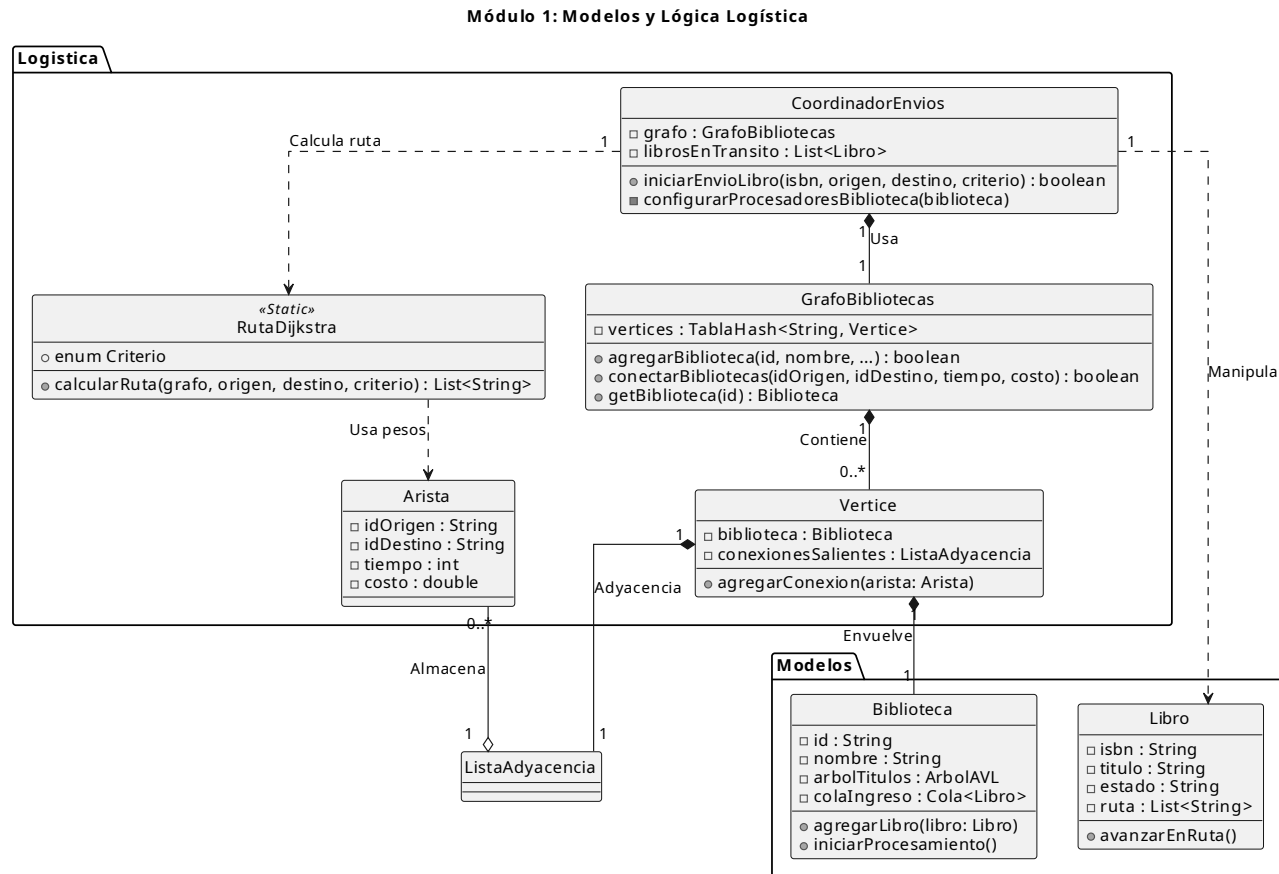 Módulo 1: Modelos y Lógica Logística
Logistica
CoordinadorEnvios
grafo : GrafoBibliotecas
librosEnTransito : List<Libro>
iniciarEnvioLibro(isbn, origen, destino, criterio) : boolean
configurarProcesadoresBiblioteca(biblioteca)
Calcula ruta
1
1
1
Usa
1
«Static»
RutaDijkstra
enum Criterio
calcularRuta(grafo, origen, destino, criterio) : List<String>
GrafoBibliotecas
vertices : TablaHash<String, Vertice>
agregarBiblioteca(id, nombre, ...) : boolean
conectarBibliotecas(idOrigen, idDestino, tiempo, costo) : boolean
getBiblioteca(id) : Biblioteca
Manipula
Usa pesos
1
Contiene
0..*
Arista
idOrigen : String
idDestino : String
tiempo : int
costo : double
Vertice
biblioteca : Biblioteca
conexionesSalientes : ListaAdyacencia
agregarConexion(arista: Arista)
1
Adyacencia
0..*
1
Envuelve
Almacena
1
1
1
ListaAdyacencia
Modelos
Biblioteca
id : String
nombre : String
arbolTitulos : ArbolAVL
colaIngreso : Cola<Libro>
agregarLibro(libro: Libro)
iniciarProcesamiento()
Libro
isbn : String
titulo : String
estado : String
ruta : List<String>
avanzarEnRuta()